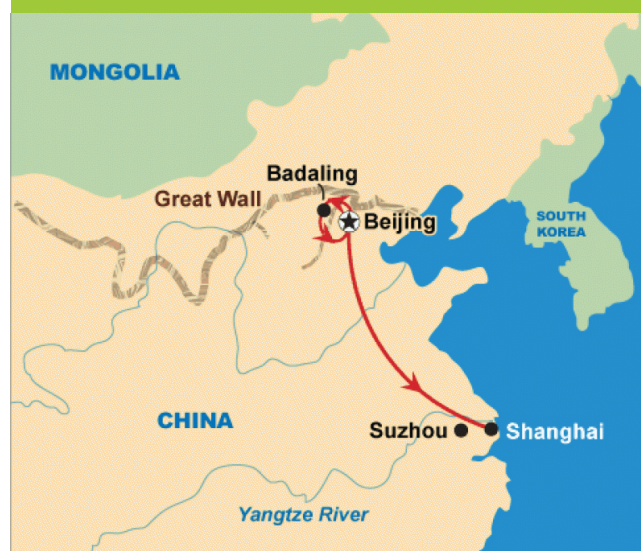 MONGOLIA
Badaling
Great Wall
Beijing
SOUTH
KOREA
CHINA
Suzhou
Shanghai
Yangtze River